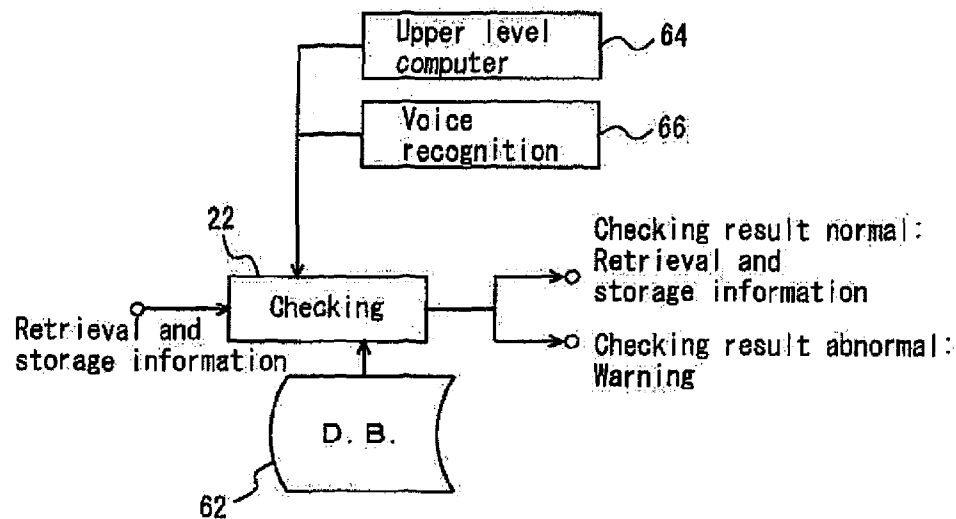 Upper level
computer
64
Voice
recognition
66
22
Checking
Retrieval and
storage information
Checking result normal:
Retrieval and
storage information
Checking result abnormal:
Warning
D. B.
62